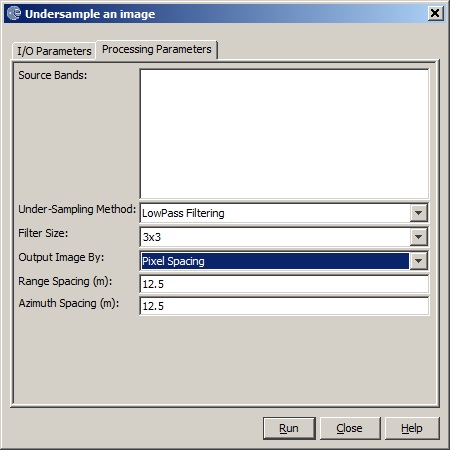 Undersample an image
I/O Parameters Processing Parameters
Source Bands:
Under-Sampling Method: LowPass Filtering
Filter Size: 3x3
Output Image By: Pixel Spacing
Range Spacing (m): 12.5
Azimuth Spacing (m): 12.5
Run Close Help